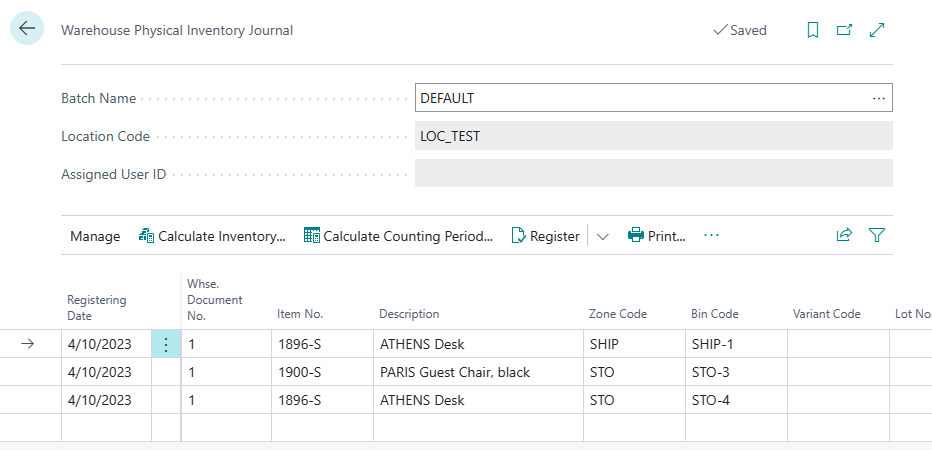 Warehouse Physical Inventory Journal
Saved
Batch Name
DEFAULT
...
Location Code
LOC_TEST
Assigned User ID
Manage Calculate Inventory... Calculate Counting Period... Register Print... ...
Registering Date Whse. Document No. Item No. Description Zone Code Bin Code Variant Code Lot No.
4/10/2023 1 1896-S ATHENS Desk SHIP SHIP-1
4/10/2023 1 1900-S PARIS Guest Chair, black STO STO-3
4/10/2023 1 1896-S ATHENS Desk STO STO-4